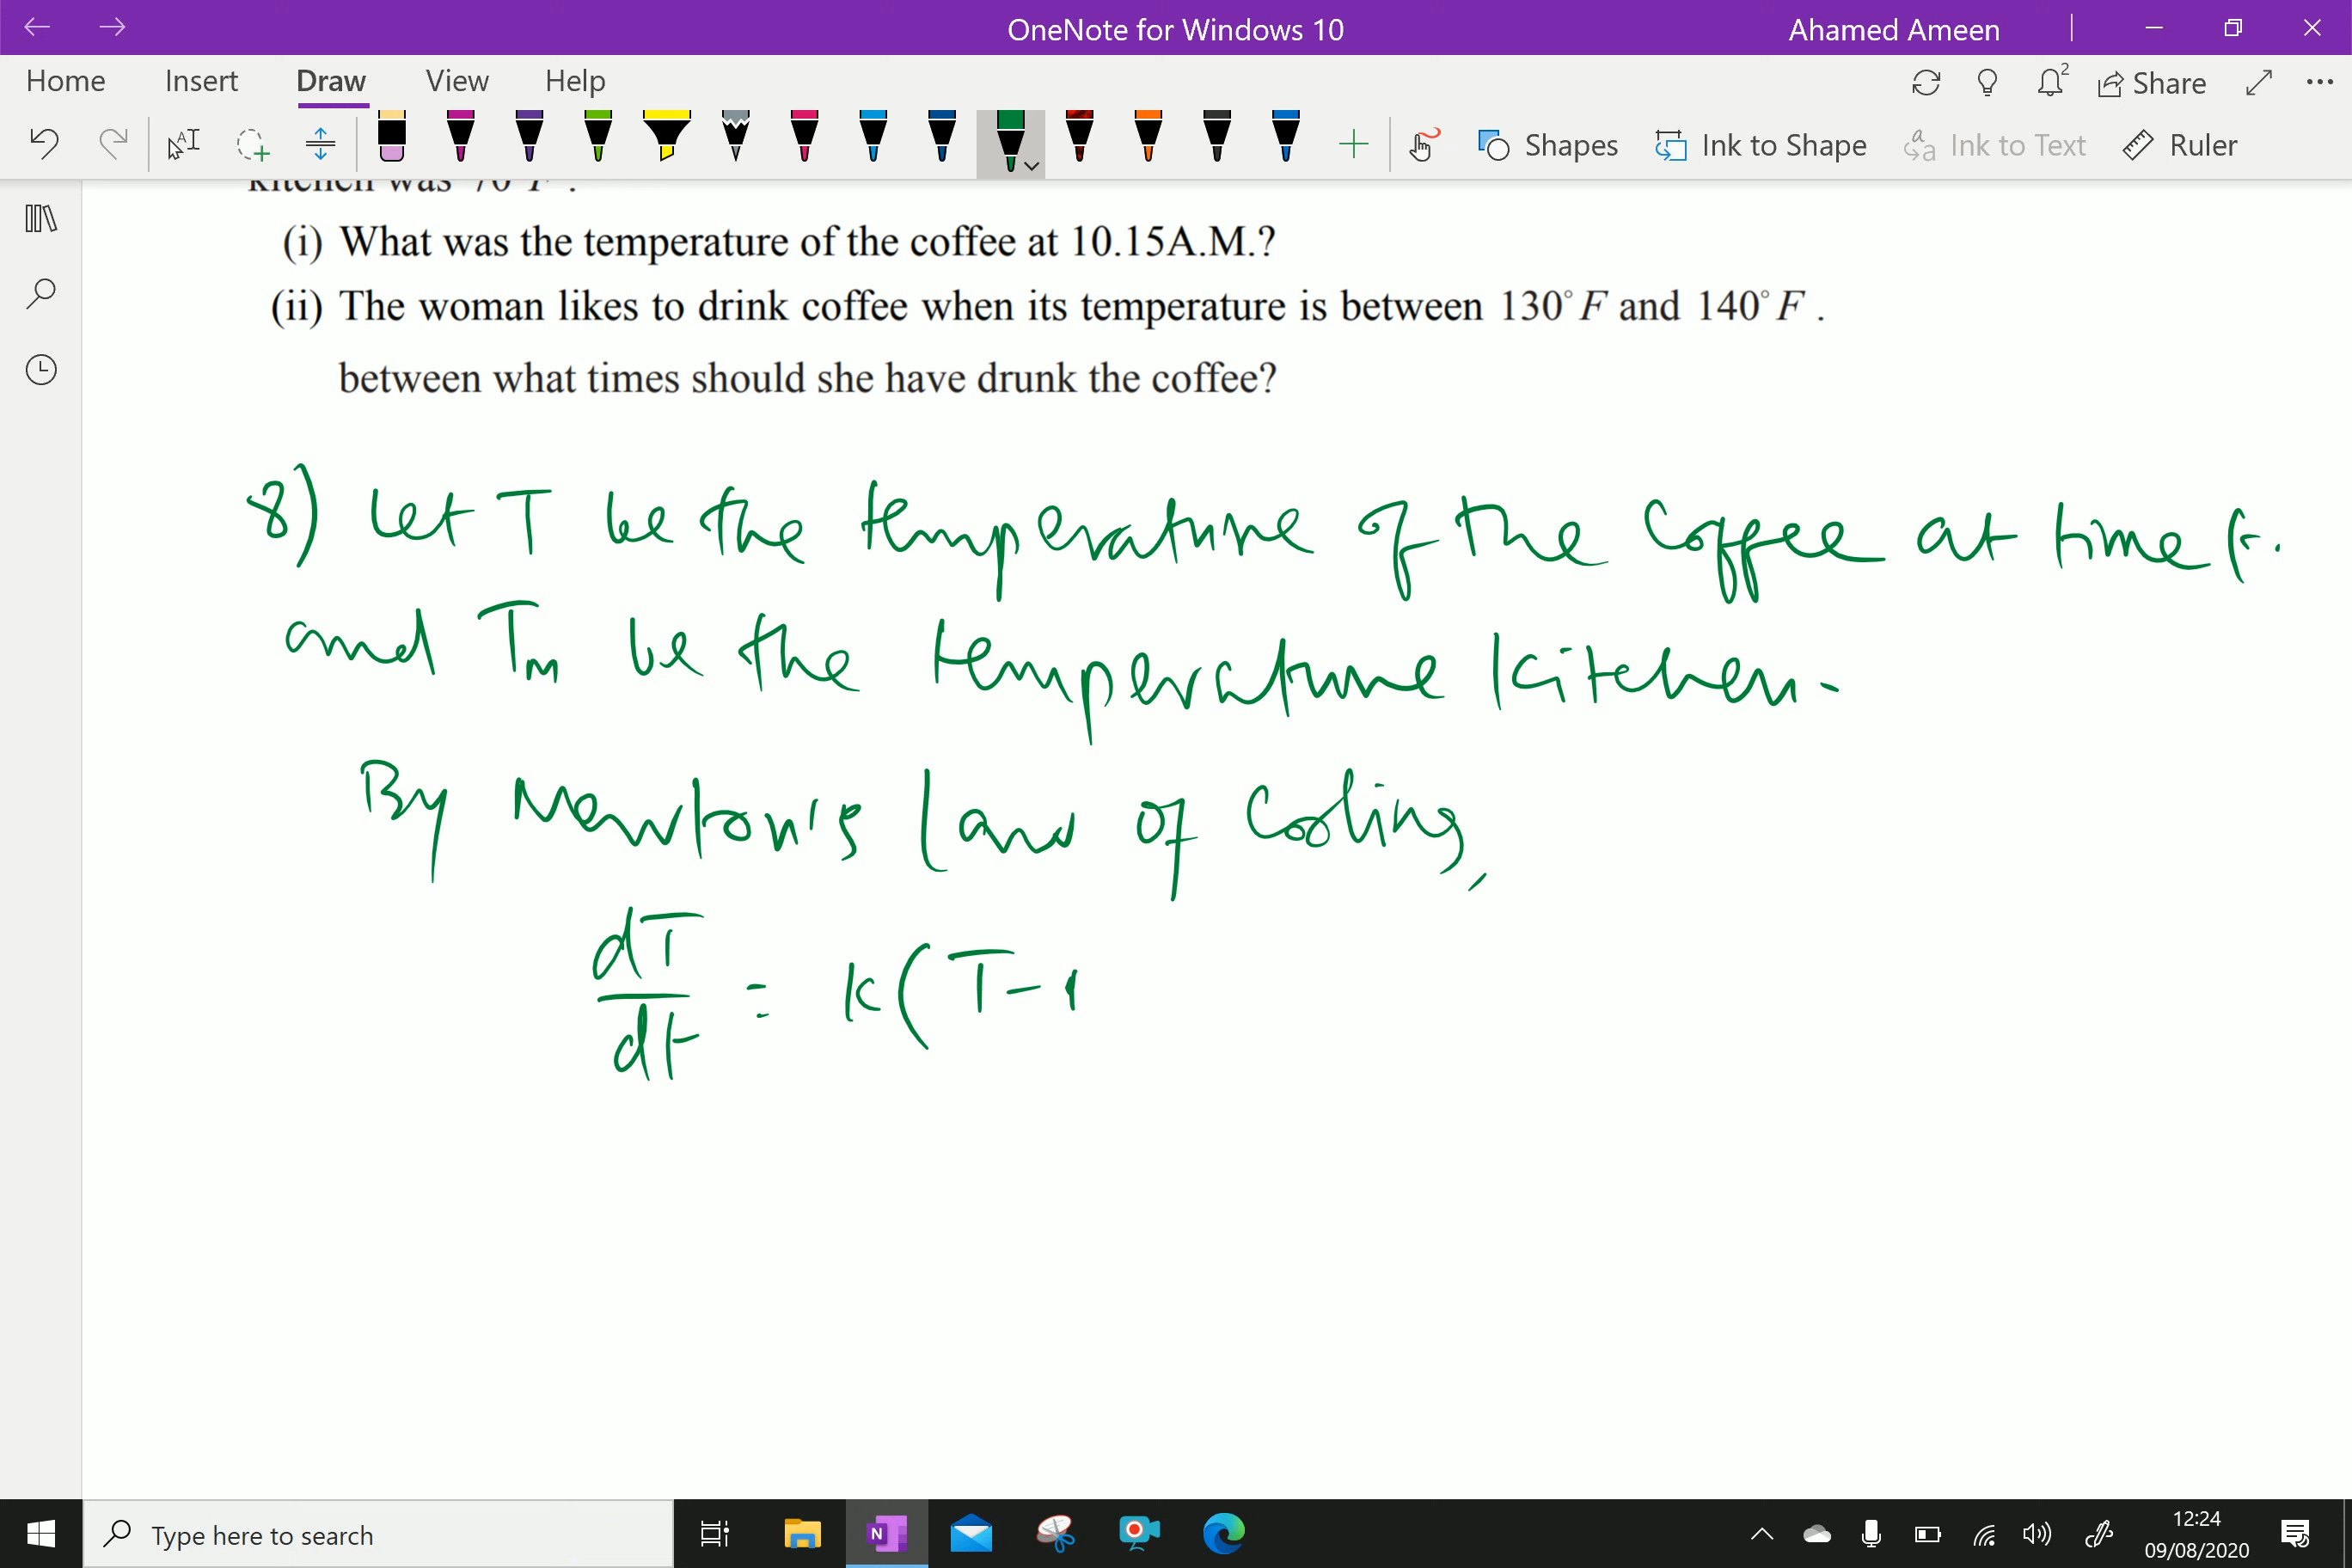 OneNote for Windows 10
Ahamed Ameen
Home Insert Draw View Help
2 Share
Shapes Ink to Shape Ink to Text Ruler
kitchen was 70°F .
(i) What was the temperature of the coffee at 10.15A.M.?
(ii) The woman likes to drink coffee when its temperature is between 130°F and 140°F .
between what times should she have drunk the coffee?
8) Let T be the temperature of the coffee at time t.
and Tm be the temperature kitchen.
By Newton's law of cooling,
dT/dt = k(T-
Type here to search
12:24
09/08/2020